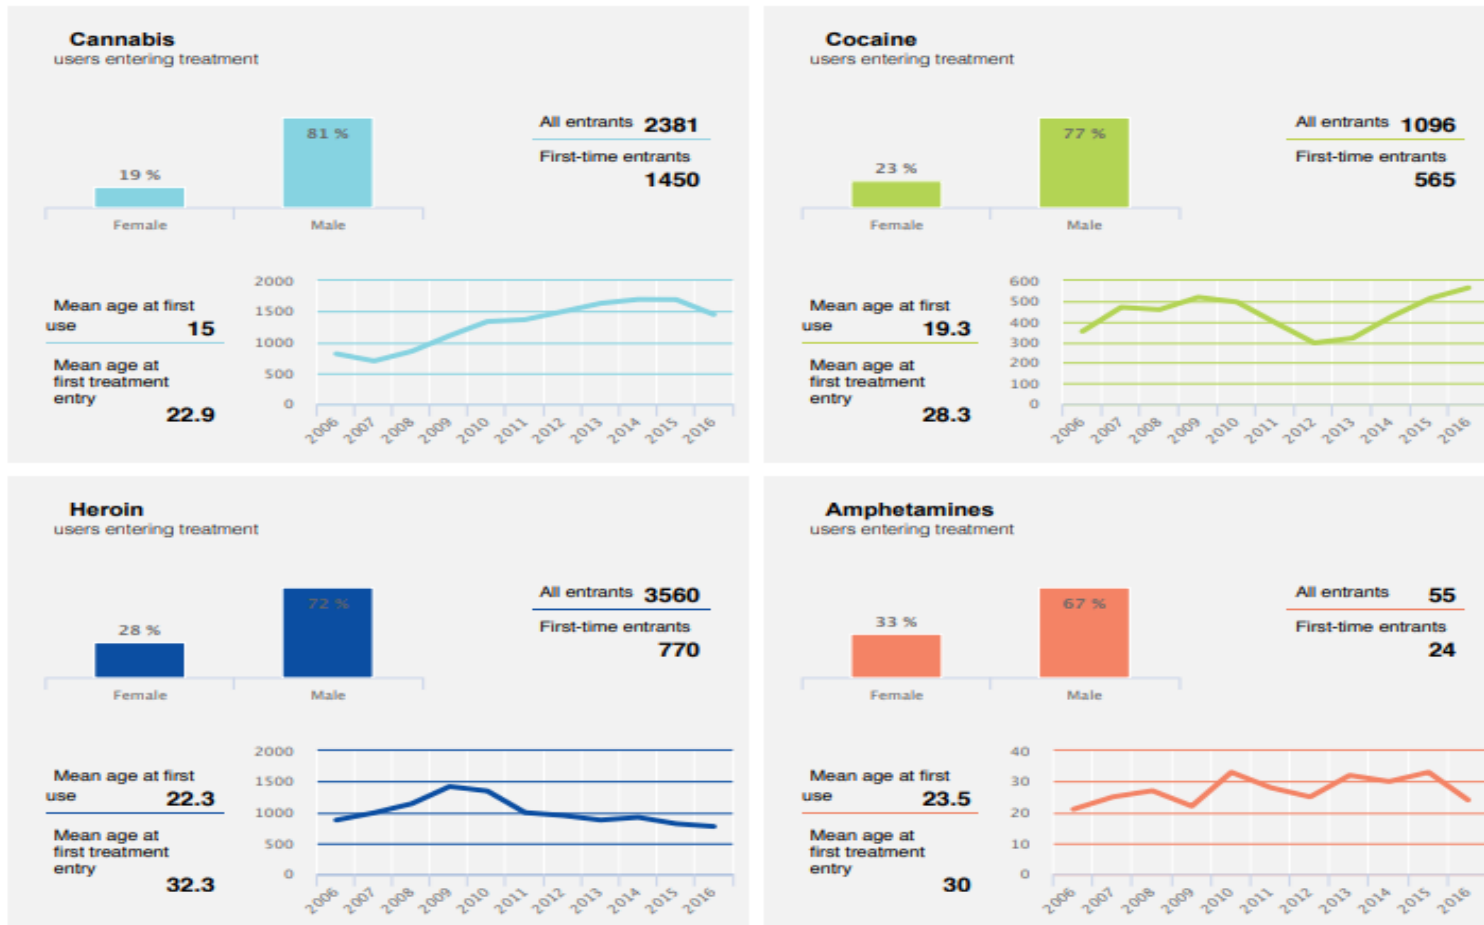 Cannabis
users entering treatment
81 %
19 %
Female
Male
All entrants 2381
First-time entrants
1450
Mean age at first
use 15
Mean age at
first treatment
entry
22.9
2000
1500
1000
500
0
2006 2007 2008 2009 2010 2011 2012 2013 2014 2015 2016
Cocaine
users entering treatment
77 %
23 %
Female
Male
All entrants 1096
First-time entrants
565
Mean age at first
use 19.3
Mean age at
first treatment
entry
28.3
600
500
400
300
200
100
0
2006 2007 2008 2009 2010 2011 2012 2013 2014 2015 2016
Heroin
users entering treatment
72 %
28 %
Female
Male
All entrants 3560
First-time entrants
770
Mean age at first
use 22.3
Mean age at
first treatment
entry
32.3
2000
1500
1000
500
0
2006 2007 2008 2009 2010 2011 2012 2013 2014 2015 2016
Amphetamines
users entering treatment
67 %
33 %
Female
Male
All entrants 55
First-time entrants
24
Mean age at first
use 23.5
Mean age at
first treatment
entry
30
40
30
20
10
0
2006 2007 2008 2009 2010 2011 2012 2013 2014 2015 2016